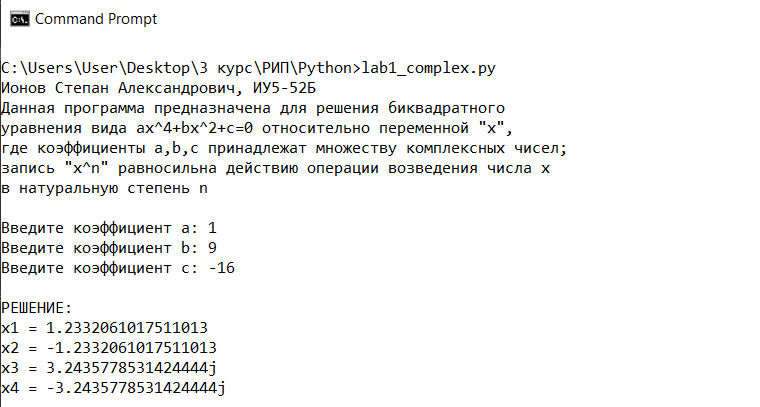 Command Prompt
C:\Users\User\Desktop\3 курс\РИП\Python>lab1_complex.py
Ионов Степан Александрович, ИУ5-52Б
Данная программа предназначена для решения биквадратного
уравнения вида ax^4+bx^2+c=0 относительно переменной "x",
где коэффициенты a,b,c принадлежат множеству комплексных чисел;
запись "x^n" равносильна действию операции возведения числа x
в натуральную степень n
Введите коэффициент a: 1
Введите коэффициент b: 9
Введите коэффициент c: -16
РЕШЕНИЕ:
x1 = 1.2332061017511013
x2 = -1.2332061017511013
x3 = 3.2435778531424444j
x4 = -3.2435778531424444j